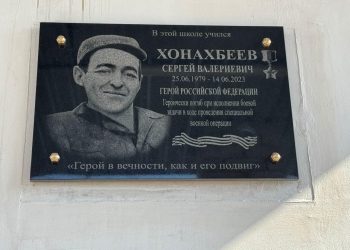 В этой школе учился
ХОНАХБЕЕВ
СЕРГЕЙ ВАЛЕРИЕВИЧ
25.06.1979 - 14.06.2023
ГЕРОЙ РОССИЙСКОЙ ФЕДЕРАЦИИ
Героически погиб при исполнении боевой
задачи в ходе проведения специальной
военной операции
«Герой в вечности, как и его подвиг»